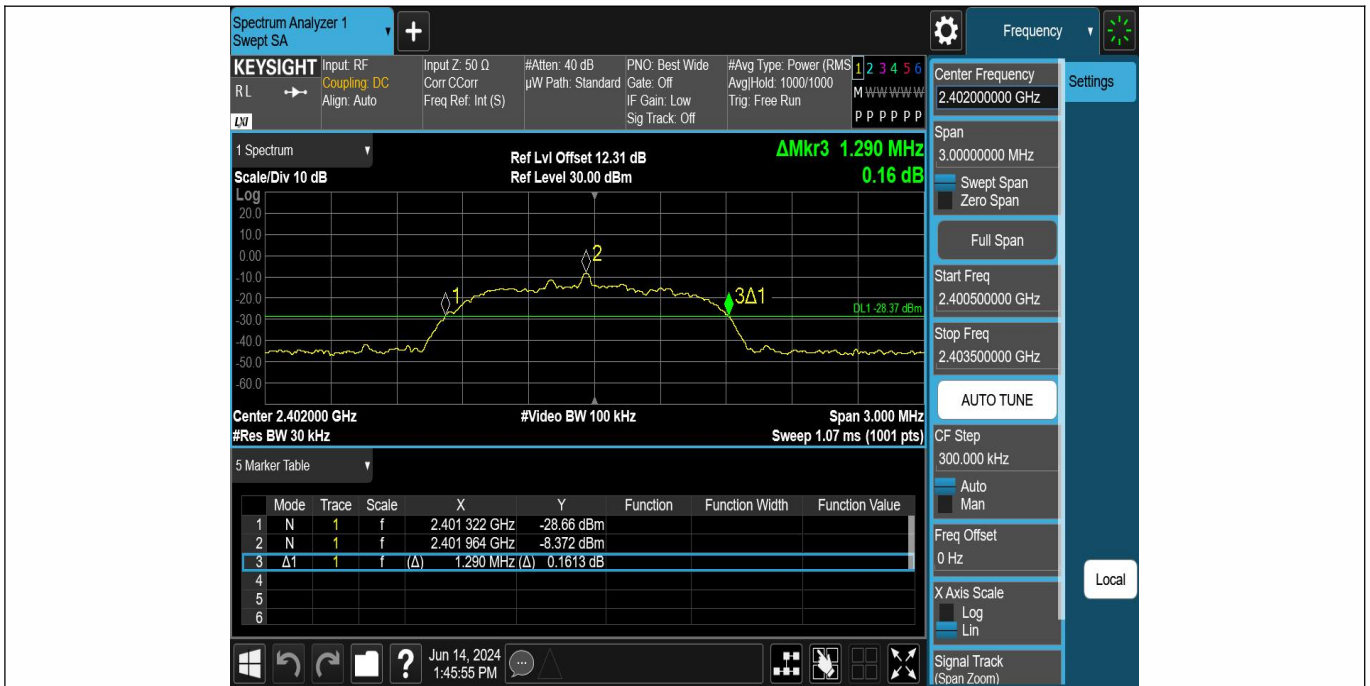 Spectrum Analyzer 1
Swept SA
+
Frequency
KEYSIGHT Input: RF Input Z: 50 Ω #Atten: 40 dB PNO: Best Wide #Avg Type: Power (RMS 1 2 3 4 5 6
RL Coupling: DC Corr CCorr µW Path: Standard Gate: Off Avg|Hold: 1000/1000 M W W W W W
Align: Auto Freq Ref: Int (S) IF Gain: Low Trig: Free Run
LXI Sig Track: Off P P P P P P
1 Spectrum
Scale/Div 10 dB
Ref Lvl Offset 12.31 dB
Ref Level 30.00 dBm
ΔMkr3 1.290 MHz
0.16 dB
Log
20.0
10.0
0.00
-10.0
-20.0
-30.0
-40.0
-50.0
-60.0
1
2
3Δ1
DL1 -28.37 dBm
Center 2.402000 GHz #Video BW 100 kHz Span 3.000 MHz
#Res BW 30 kHz Sweep 1.07 ms (1001 pts)
5 Marker Table
Mode Trace Scale X Y Function Function Width Function Value
1 N 1 f 2.401 322 GHz -28.66 dBm
2 N 1 f 2.401 964 GHz -8.372 dBm
3 Δ1 1 f (Δ) 1.290 MHz (Δ) 0.1613 dB
4
5
6
?
Jun 14, 2024
1:45:55 PM
Center Frequency
2.402000000 GHz
Settings
Span
3.00000000 MHz
Swept Span
Zero Span
Full Span
Start Freq
2.400500000 GHz
Stop Freq
2.403500000 GHz
AUTO TUNE
CF Step
300.000 kHz
Auto
Man
Freq Offset
0 Hz
Local
X Axis Scale
Log
Lin
Signal Track
(Span Zoom)